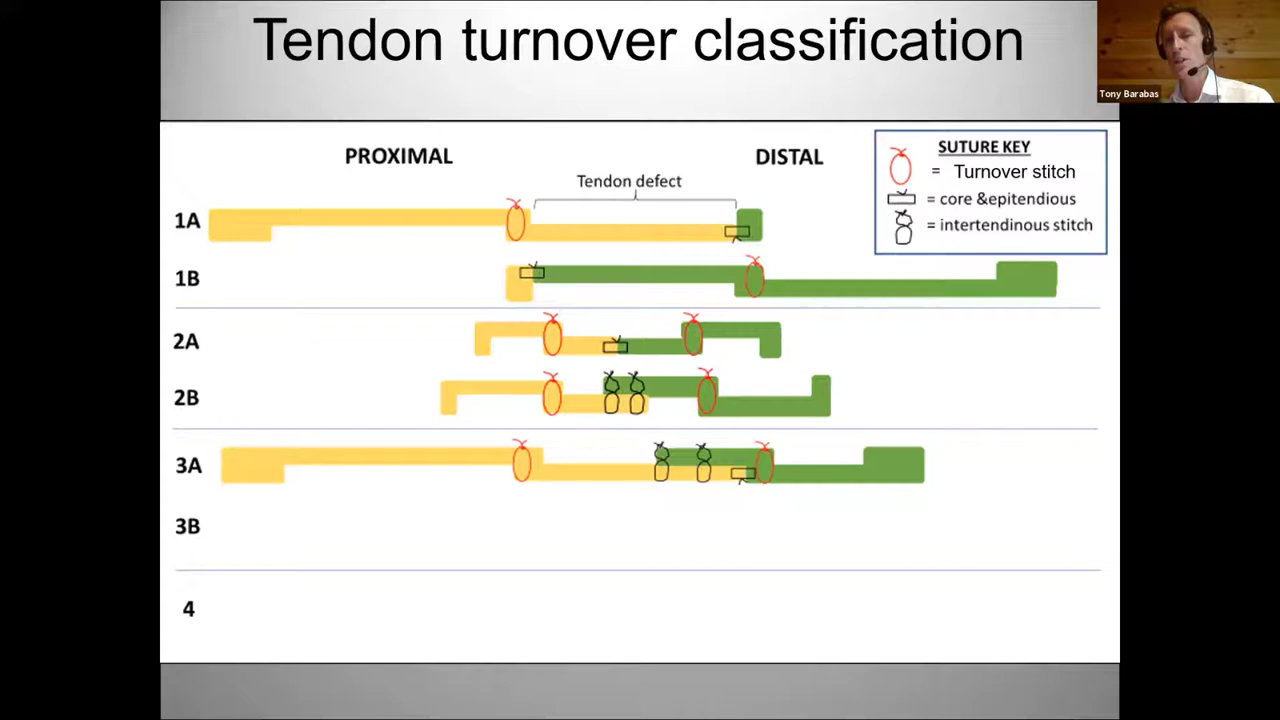 Tendon turnover classification
Tony Barabas
PROXIMAL
DISTAL
SUTURE KEY
= Turnover stitch
= core &epitendious
= intertendinous stitch
Tendon defect
1A
1B
2A
2B
3A
3B
4